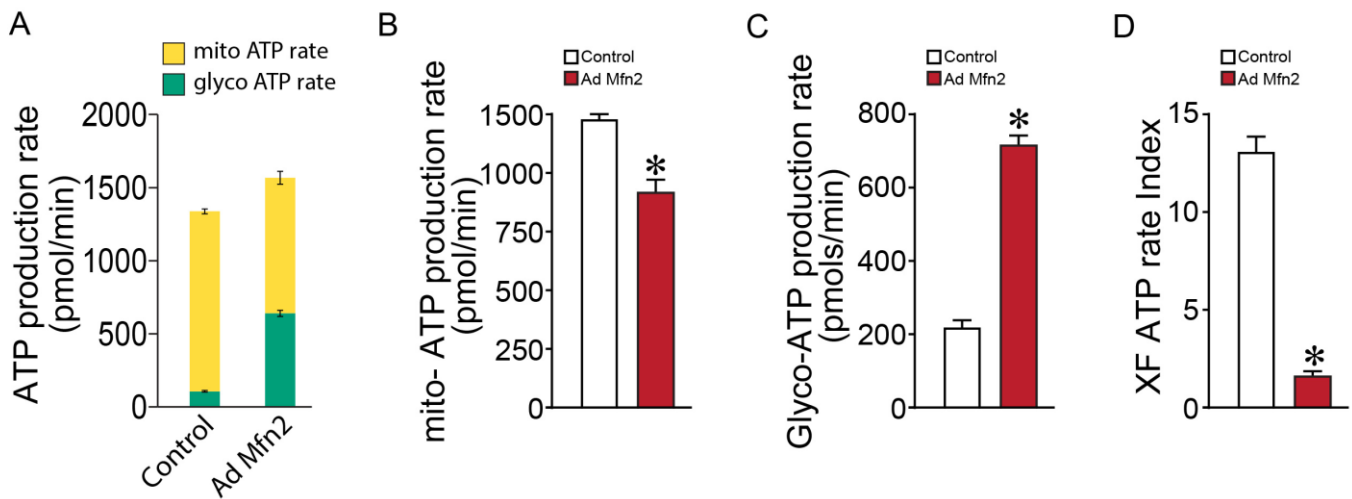 A
mito ATP rate
glyco ATP rate
ATP production rate
(pmol/min)
2000
1500
1000
500
0
Control
Ad Mfn2
B
Control
Ad Mfn2
mito- ATP production rate
(pmol/min)
1500
1000
750
500
250
0
*
C
Control
Ad Mfn2
Glyco-ATP production rate
(pmols/min)
800
600
400
200
0
*
D
Control
Ad Mfn2
XF ATP rate Index
15
10
5
0
*